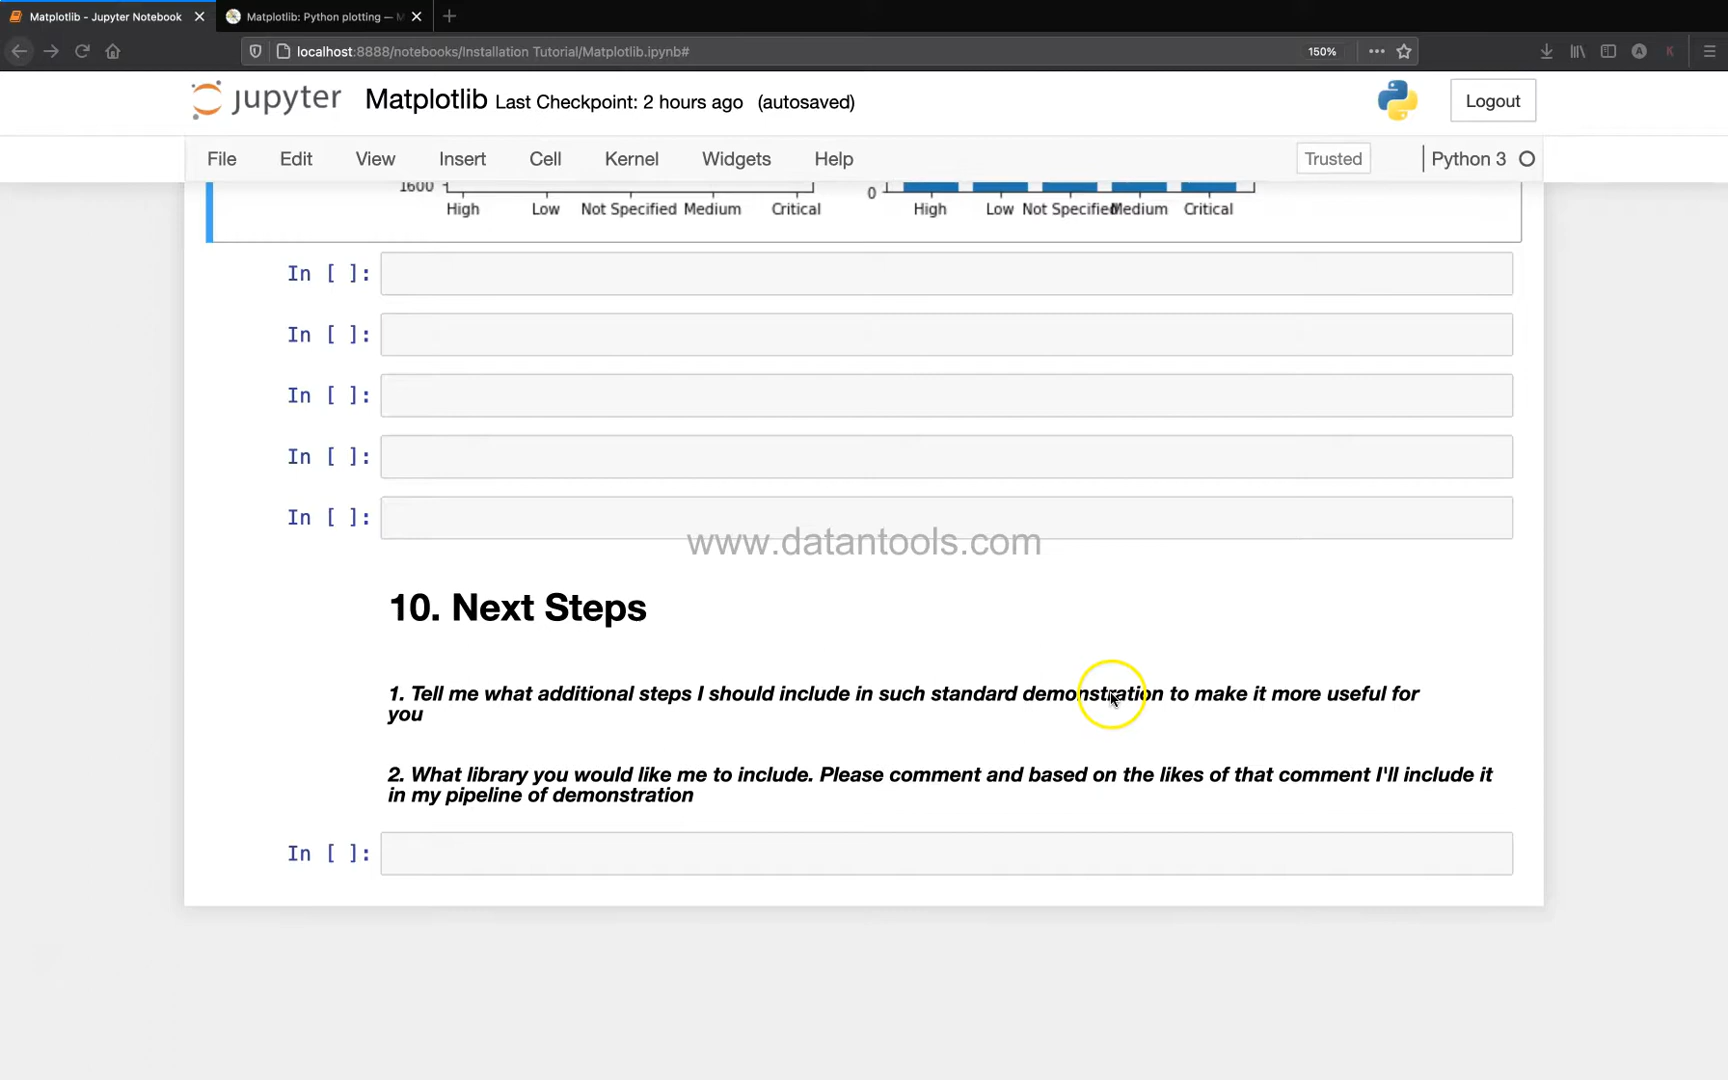 Matplotlib - Jupyter Notebook
Matplotlib: Python plotting — M
localhost:8888/notebooks/Installation Tutorial/Matplotlib.ipynb#
150%
jupyter Matplotlib Last Checkpoint: 2 hours ago (autosaved)
Logout
File Edit View Insert Cell Kernel Widgets Help Trusted Python 3
1600 0
High Low Not Specified Medium Critical High Low Not Specified Medium Critical
In [ ]:
In [ ]:
In [ ]:
In [ ]:
In [ ]:
www.datantools.com
10. Next Steps
1. Tell me what additional steps I should include in such standard demonstration to make it more useful for
you
2. What library you would like me to include. Please comment and based on the likes of that comment I'll include it
in my pipeline of demonstration
In [ ]: